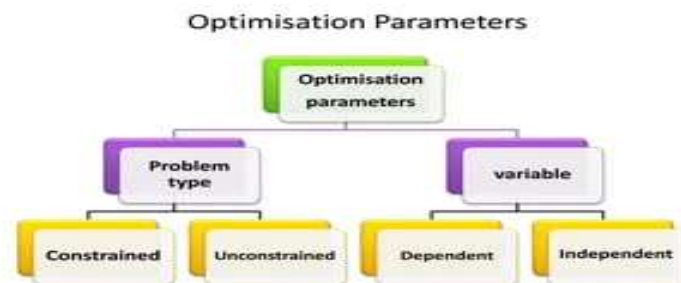 Optimisation Parameters
Optimisation
parameters
Problem
type
variable
Constrained
Unconstrained
Dependent
Independent